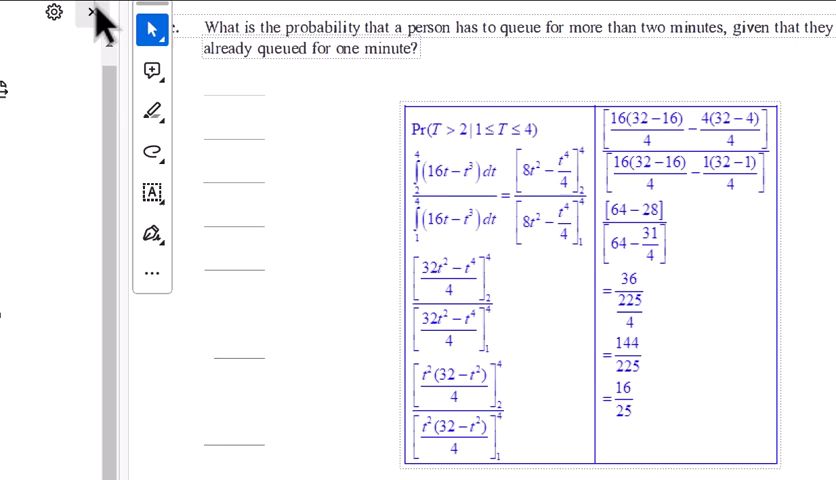 c. What is the probability that a person has to queue for more than two minutes, given that they
already queued for one minute?
Pr(T > 2 | 1 ≤ T ≤ 4)
∫₂⁴ (16t − t³) dt / ∫₁⁴ (16t − t³) dt = [8t² − t⁴/4]₂⁴ / [8t² − t⁴/4]₁⁴
[(32t² − t⁴)/4]₂⁴ / [(32t² − t⁴)/4]₁⁴
[t²(32 − t²)/4]₂⁴ / [t²(32 − t²)/4]₁⁴
[16(32 − 16)/4 − 4(32 − 4)/4] / [16(32 − 16)/4 − 1(32 − 1)/4]
[64 − 28] / [64 − 31/4]
= 36 / (225/4)
= 144/225
= 16/25